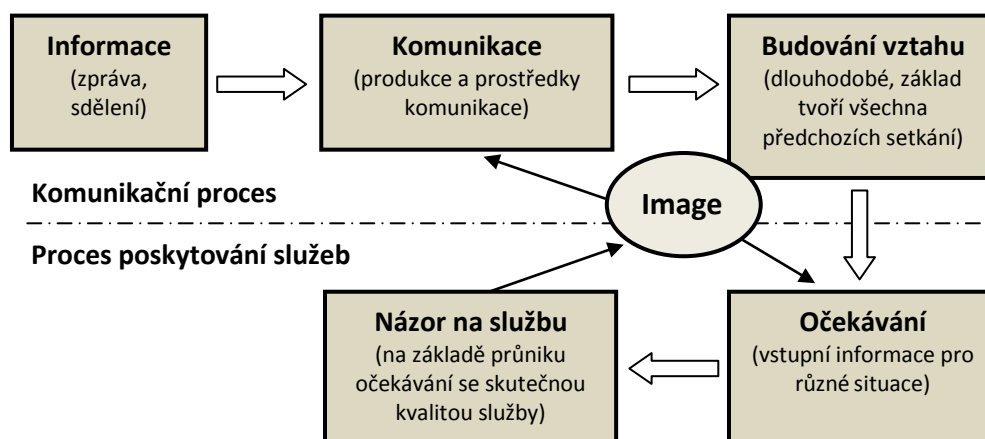 Informace
(zpráva,
sdělení)
Komunikace
(produkce a prostředky
komunikace)
Budování vztahu
(dlouhodobé, základ
tvoří všechna
předchozích setkání)
Komunikační proces
Image
Proces poskytování služeb
Názor na službu
(na základě průniku
očekávání se skutečnou
kvalitou služby)
Očekávání
(vstupní informace pro
různé situace)